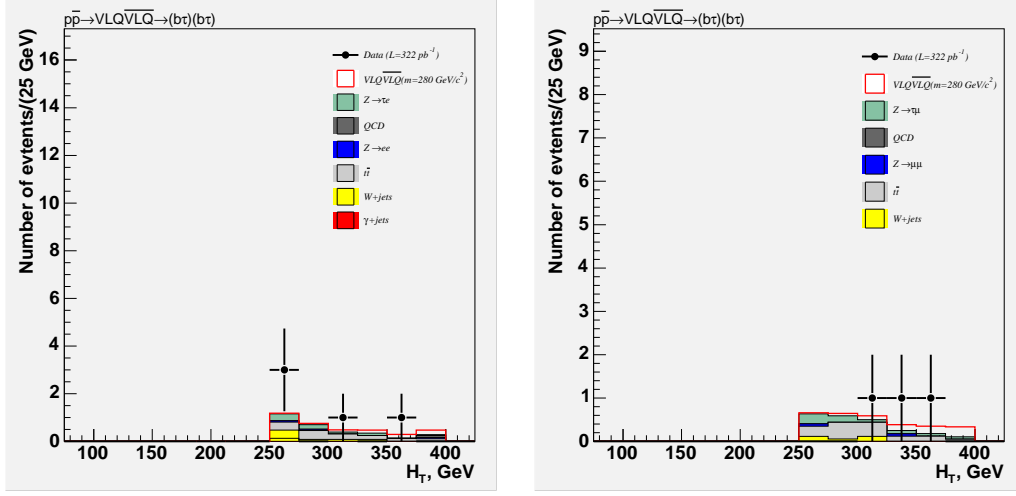 pp̅→VLQV̅L̅Q̅→(bτ)(bτ)
Number of evtents/(25 GeV)
16
14
12
10
8
6
4
2
0
100 150 200 250 300 350 400
H_T, GeV
Data (L=322 pb⁻¹)
VLQV̅L̅Q̅(m=280 GeV/c²)
Z→τe
QCD
Z→ee
tt̅
W+jets
γ+jets
pp̅→VLQV̅L̅Q̅→(bτ)(bτ)
Number of evtents/(25 GeV)
9
8
7
6
5
4
3
2
1
0
100 150 200 250 300 350 400
H_T, GeV
Data (L=322 pb⁻¹)
VLQV̅L̅Q̅(m=280 GeV/c²)
Z→τμ
QCD
Z→μμ
tt̅
W+jets